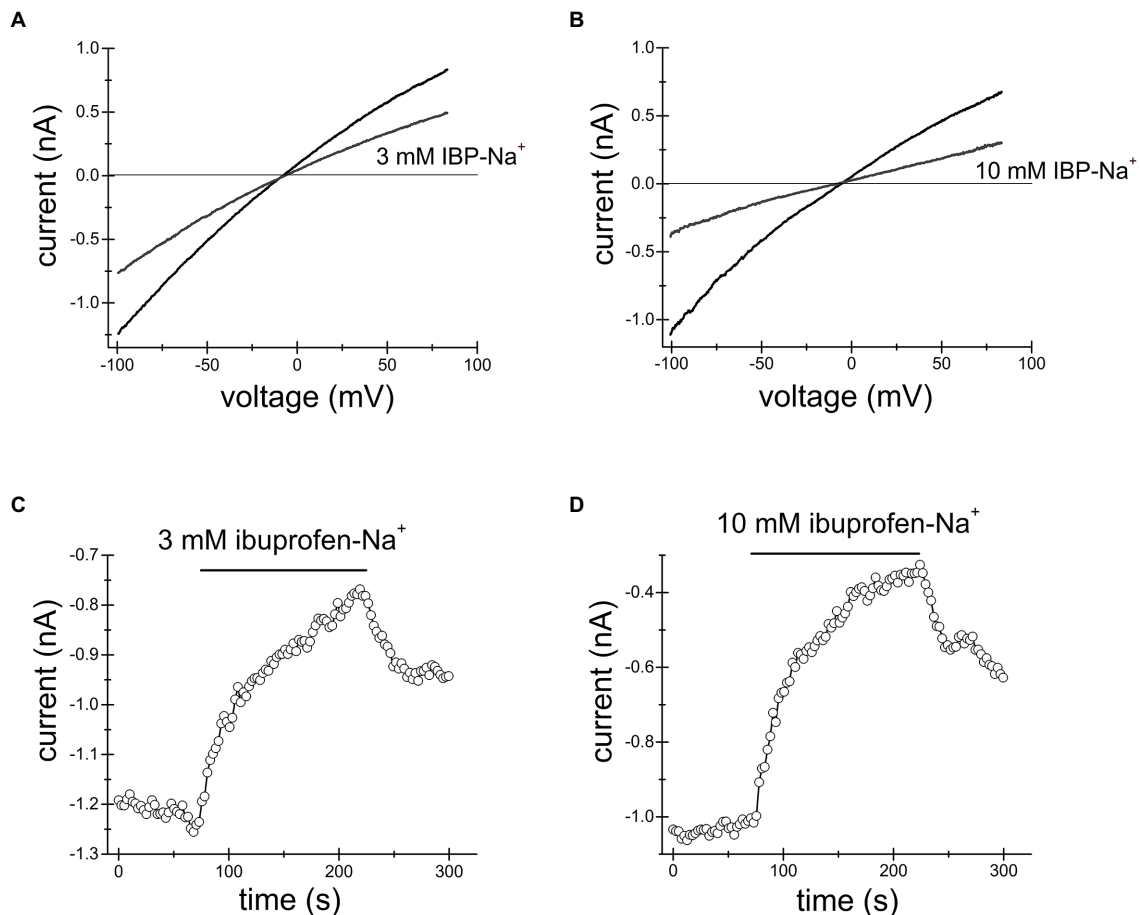 A
1.0
0.5
0.0
-0.5
-1.0
current (nA)
3 mM IBP-Na+
-100
-50
0
50
100
voltage (mV)
B
1.0
0.5
0.0
-0.5
-1.0
current (nA)
10 mM IBP-Na+
-100
-50
0
50
100
voltage (mV)
C
3 mM ibuprofen-Na+
-0.7
-0.8
-0.9
-1.0
-1.1
-1.2
-1.3
current (nA)
0
100
200
300
time (s)
D
10 mM ibuprofen-Na+
-0.4
-0.6
-0.8
-1.0
current (nA)
0
100
200
300
time (s)